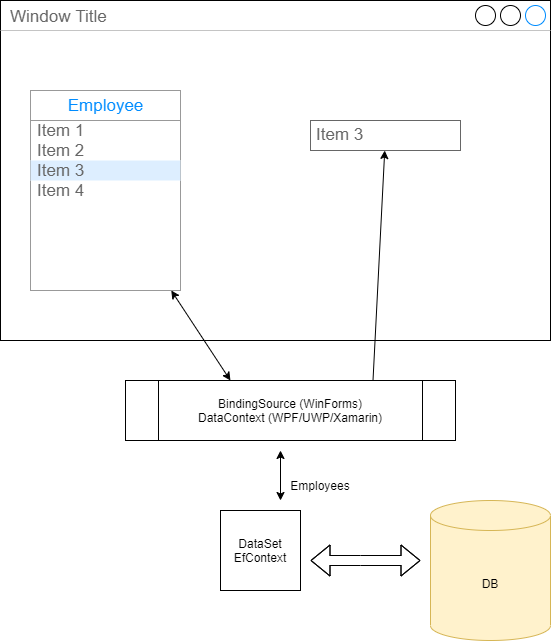 Window Title
Employee
Item 1
Item 2
Item 3
Item 4
Item 3
BindingSource (WinForms)
DataContext (WPF/UWP/Xamarin)
Employees
DataSet
EfContext
DB